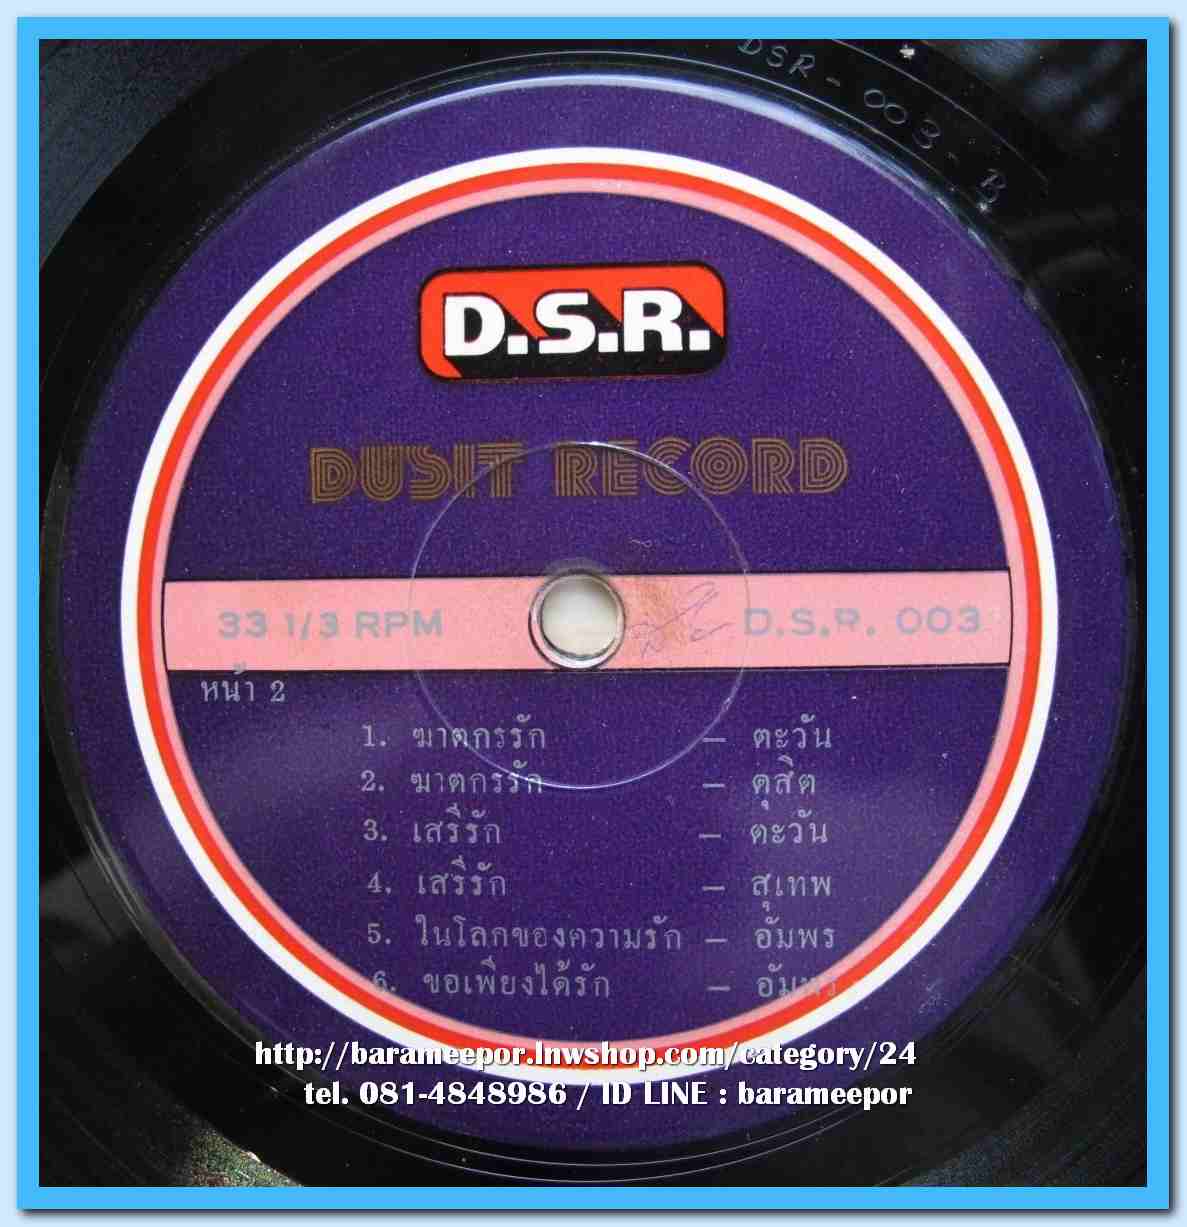 DSR-003-B
D.S.R.
DUSIT RECORD
33 1/3 RPM D.S.R. 003
หน้า 2
1. ฆาตกรรัก – ตะวัน
2. ฆาตกรรัก – ดุสิต
3. เสรีรัก – ตะวัน
4. เสรีรัก – สุเทพ
5. ในโลกของความรัก – อัมพร
6. ขอเพียงได้รัก – อัมพร
http://barameepor.lnwshop.com/category/24
tel. 081-4848986 / ID LINE : barameepor